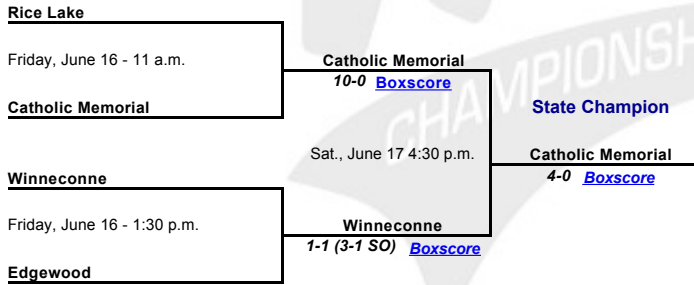 Rice Lake
Friday, June 16 - 11 a.m.
Catholic Memorial
Catholic Memorial
10-0 Boxscore
CHAMPIONSH
State Champion
Sat., June 17 4:30 p.m.
Catholic Memorial
4-0 Boxscore
Winneconne
Friday, June 16 - 1:30 p.m.
Winneconne
1-1 (3-1 SO) Boxscore
Edgewood